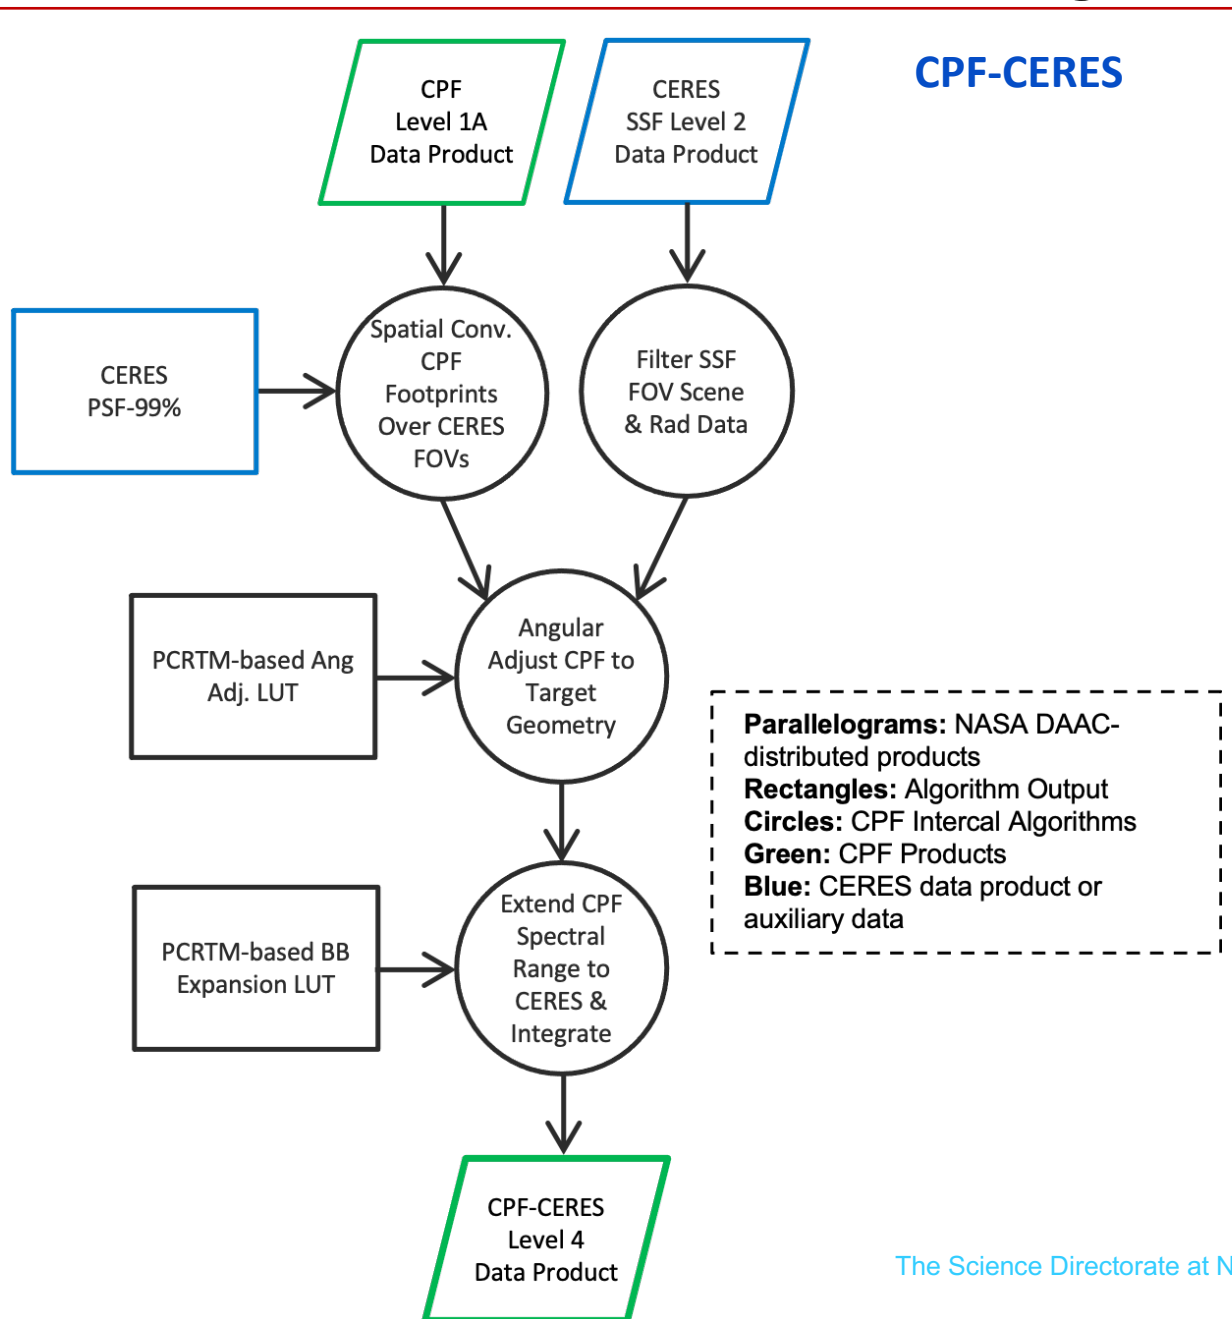 CPF-CERES
CPF
Level 1A
Data Product
CERES
SSF Level 2
Data Product
CERES
PSF-99%
Spatial Conv.
CPF
Footprints
Over CERES
FOVs
Filter SSF
FOV Scene
& Rad Data
PCRTM-based Ang
Adj. LUT
Angular
Adjust CPF to
Target
Geometry
Parallelograms: NASA DAAC-
distributed products
Rectangles: Algorithm Output
Circles: CPF Intercal Algorithms
Green: CPF Products
Blue: CERES data product or
auxiliary data
PCRTM-based BB
Expansion LUT
Extend CPF
Spectral
Range to
CERES &
Integrate
CPF-CERES
Level 4
Data Product
The Science Directorate at N